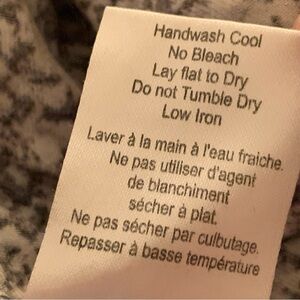 Handwash Cool
No Bleach
Lay flat to Dry
Do not Tumble Dry
Low Iron
Laver à la main à l'eau fraiche.
Ne pas utiliser d'agent
de blanchiment
sécher à plat.
Ne pas sécher par culbutage.
Repasser à basse température